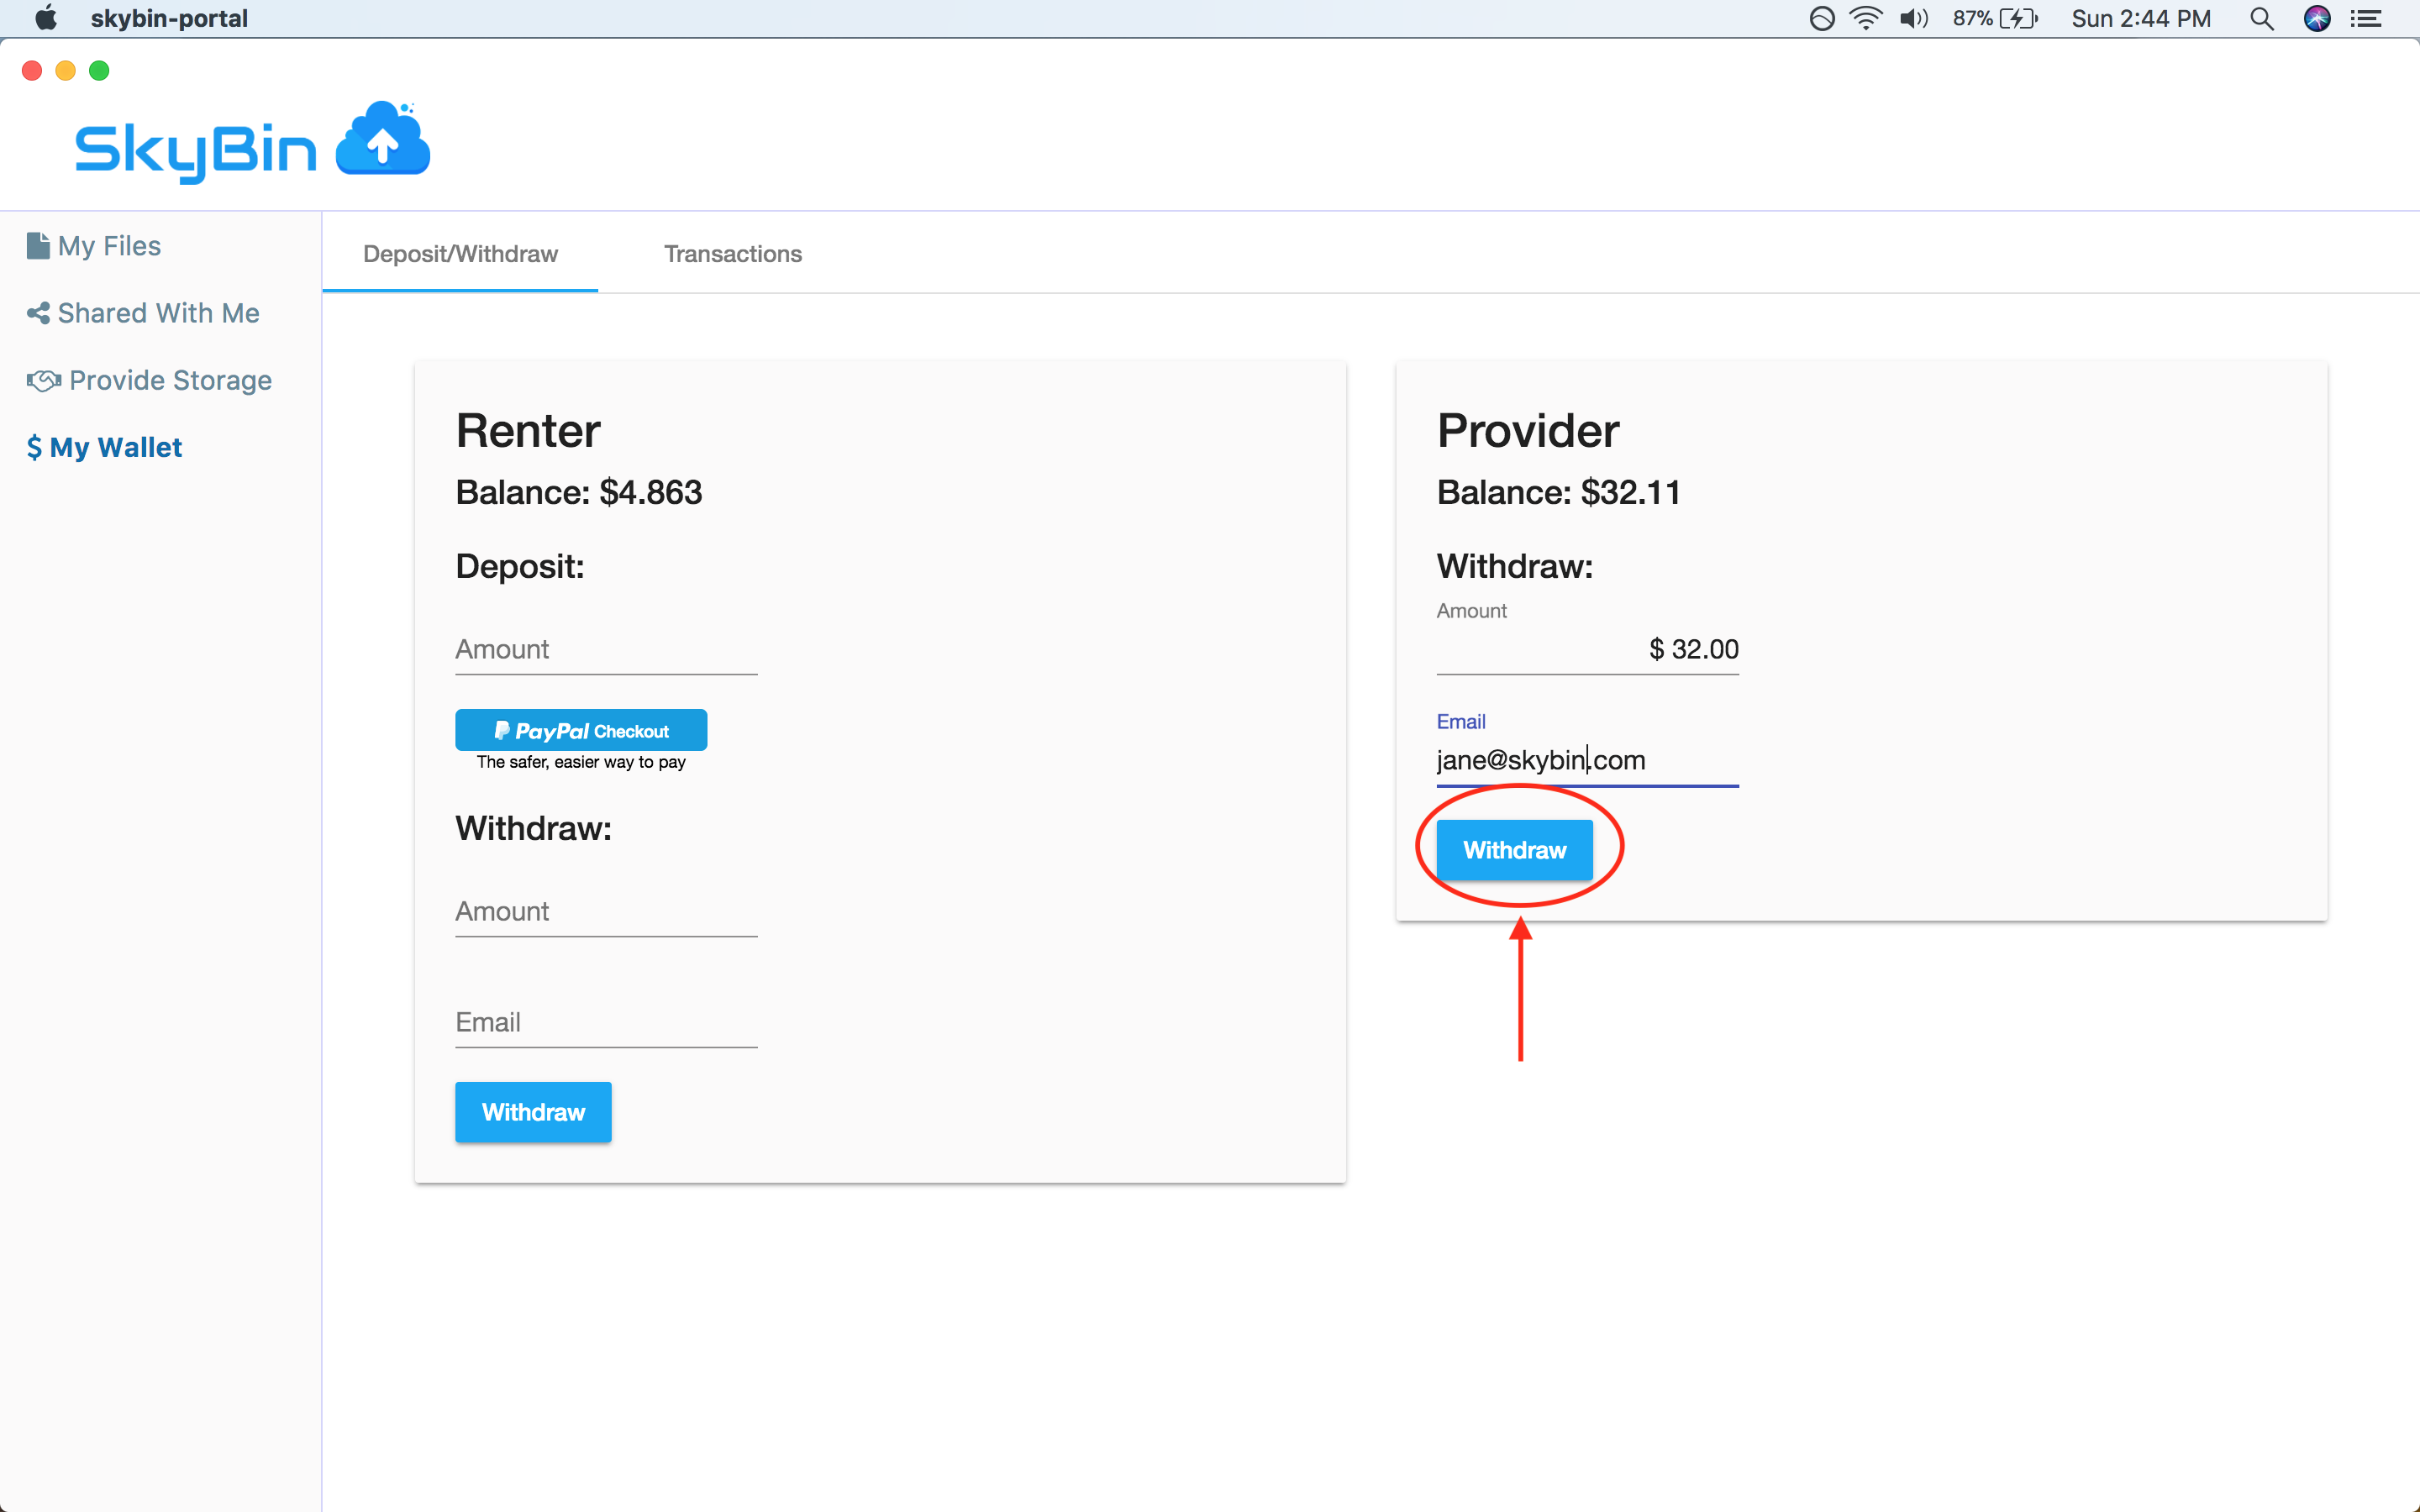 skybin-portal
87%
Sun 2:44 PM
SkyBin
My Files
Shared With Me
Provide Storage
$ My Wallet
Deposit/Withdraw
Transactions
Renter
Balance: $4.863
Deposit:
Amount
PayPal Checkout
The safer, easier way to pay
Withdraw:
Amount
Email
Withdraw
Provider
Balance: $32.11
Withdraw:
Amount
$ 32.00
Email
jane@skybin.com
Withdraw